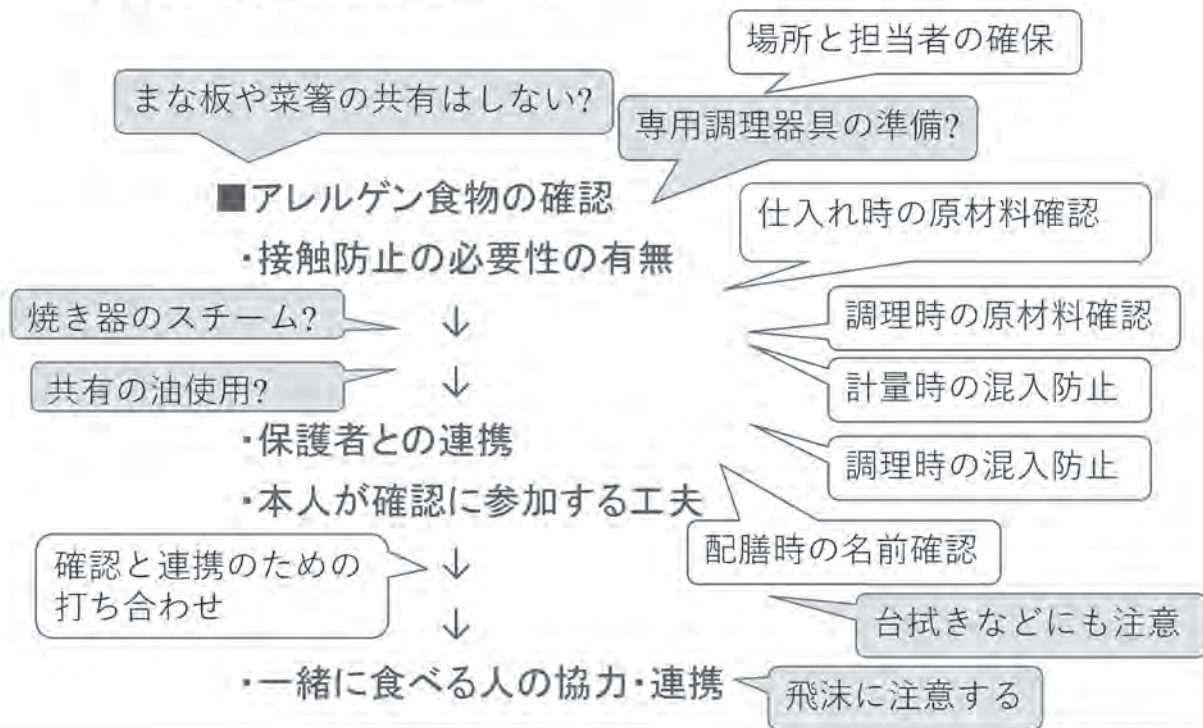 場所と担当者の確保
まな板や菜箸の共有はしない?
専用調理器具の準備?
■アレルゲン食物の確認
仕入れ時の原材料確認
・接触防止の必要性の有無
焼き器のスチーム?
↓
調理時の原材料確認
共有の油使用?
↓
計量時の混入防止
・保護者との連携
調理時の混入防止
・本人が確認に参加する工夫
配膳時の名前確認
確認と連携のための
打ち合わせ
↓
↓
台拭きなどにも注意
・一緒に食べる人の協力・連携
飛沫に注意する